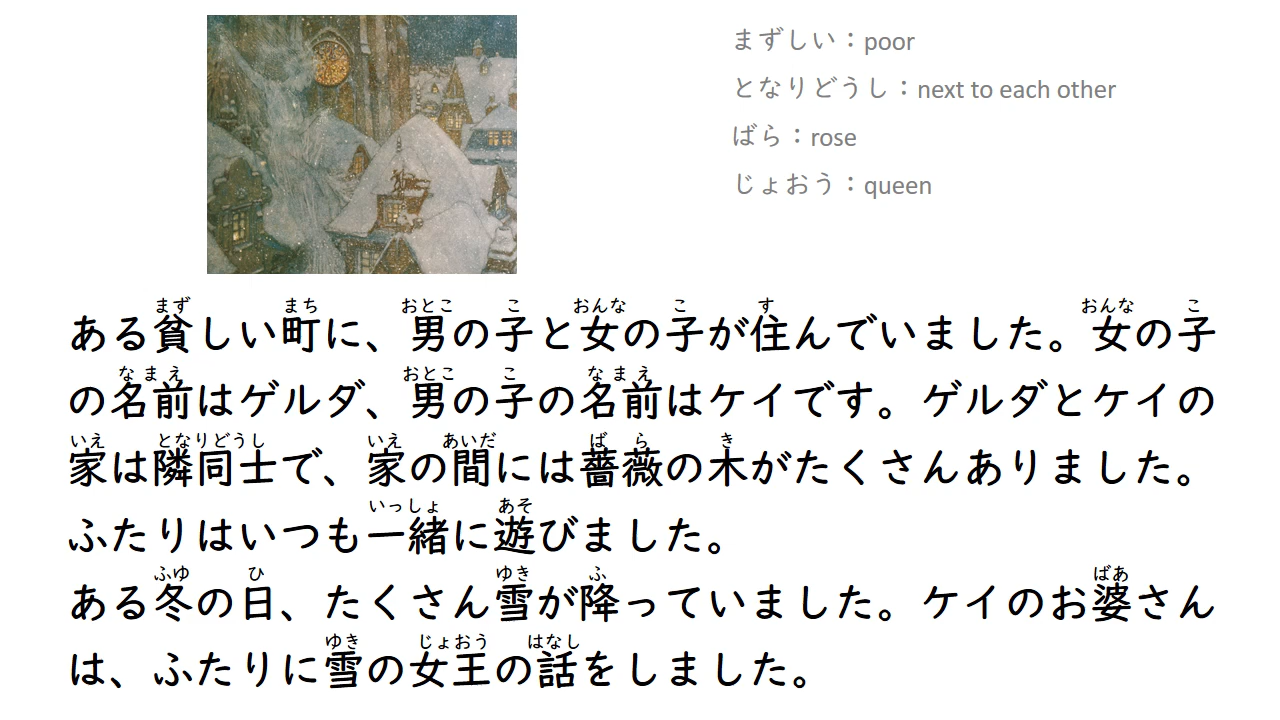 まずしい：poor
となりどうし：next to each other
ばら：rose
じょおう：queen
ある貧しい町に、男の子と女の子が住んでいました。女の子
の名前はゲルダ、男の子の名前はケイです。ゲルダとケイの
家は隣同士で、家の間には薔薇の木がたくさんありました。
ふたりはいつも一緒に遊びました。
ある冬の日、たくさん雪が降っていました。ケイのお婆さん
は、ふたりに雪の女王の話をしました。